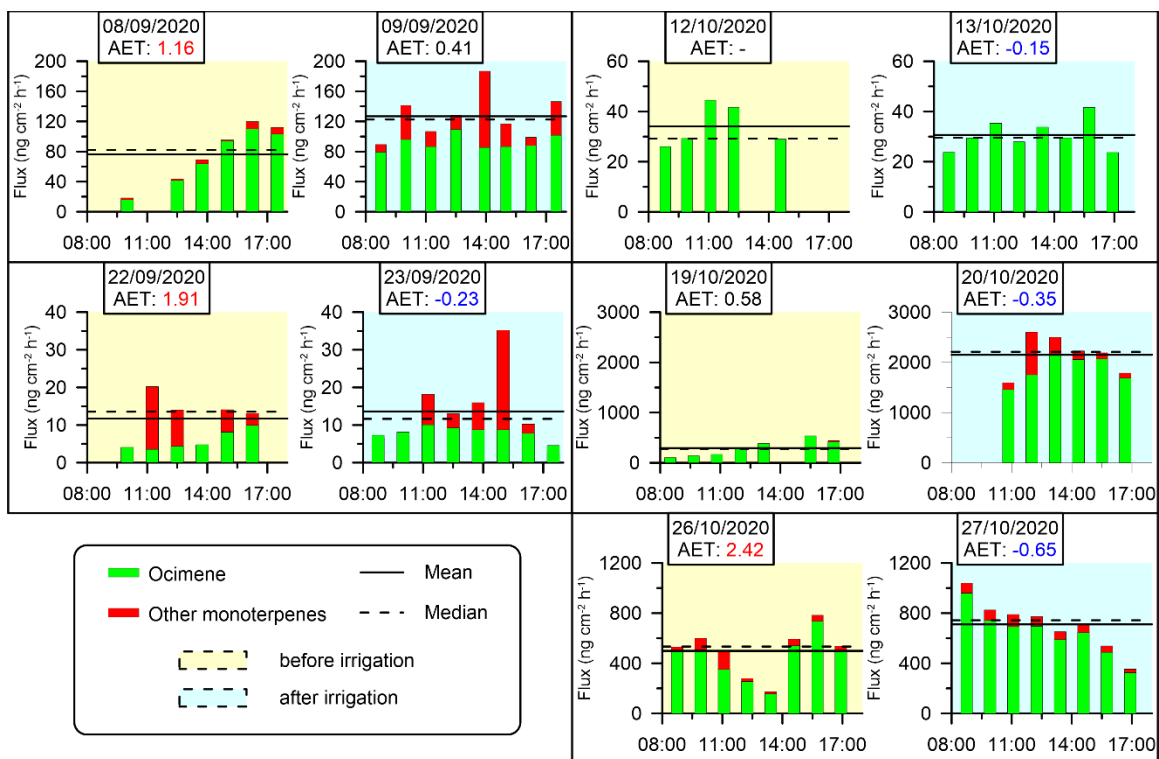 08/09/2020
AET: 1.16
Flux (ng cm⁻² h⁻¹)
200
160
120
80
40
0
08:00 11:00 14:00 17:00
09/09/2020
AET: 0.41
Flux (ng cm⁻² h⁻¹)
200
160
120
80
40
0
08:00 11:00 14:00 17:00
12/10/2020
AET: -
Flux (ng cm⁻² h⁻¹)
60
40
20
0
08:00 11:00 14:00 17:00
13/10/2020
AET: -0.15
Flux (ng cm⁻² h⁻¹)
60
40
20
0
08:00 11:00 14:00 17:00
22/09/2020
AET: 1.91
Flux (ng cm⁻² h⁻¹)
40
30
20
10
0
08:00 11:00 14:00 17:00
23/09/2020
AET: -0.23
Flux (ng cm⁻² h⁻¹)
40
30
20
10
0
08:00 11:00 14:00 17:00
19/10/2020
AET: 0.58
Flux (ng cm⁻² h⁻¹)
3000
2000
1000
0
08:00 11:00 14:00 17:00
20/10/2020
AET: -0.35
Flux (ng cm⁻² h⁻¹)
3000
2000
1000
0
08:00 11:00 14:00 17:00
Ocimene
Mean
Other monoterpenes
Median
before irrigation
after irrigation
26/10/2020
AET: 2.42
Flux (ng cm⁻² h⁻¹)
1200
800
400
0
08:00 11:00 14:00 17:00
27/10/2020
AET: -0.65
Flux (ng cm⁻² h⁻¹)
1200
800
400
0
08:00 11:00 14:00 17:00